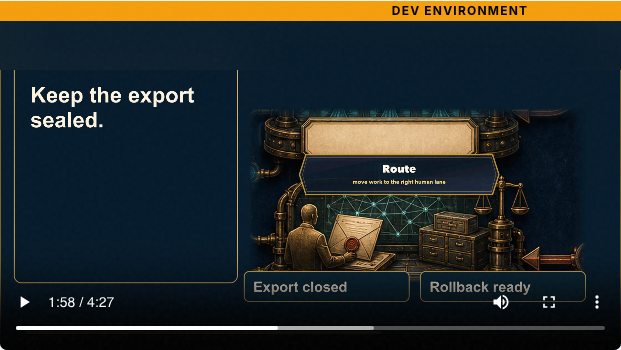 DEV ENVIRONMENT
Keep the export
sealed.
Route
move work to the right human lane
Export closed
Rollback ready
1:58 / 4:27